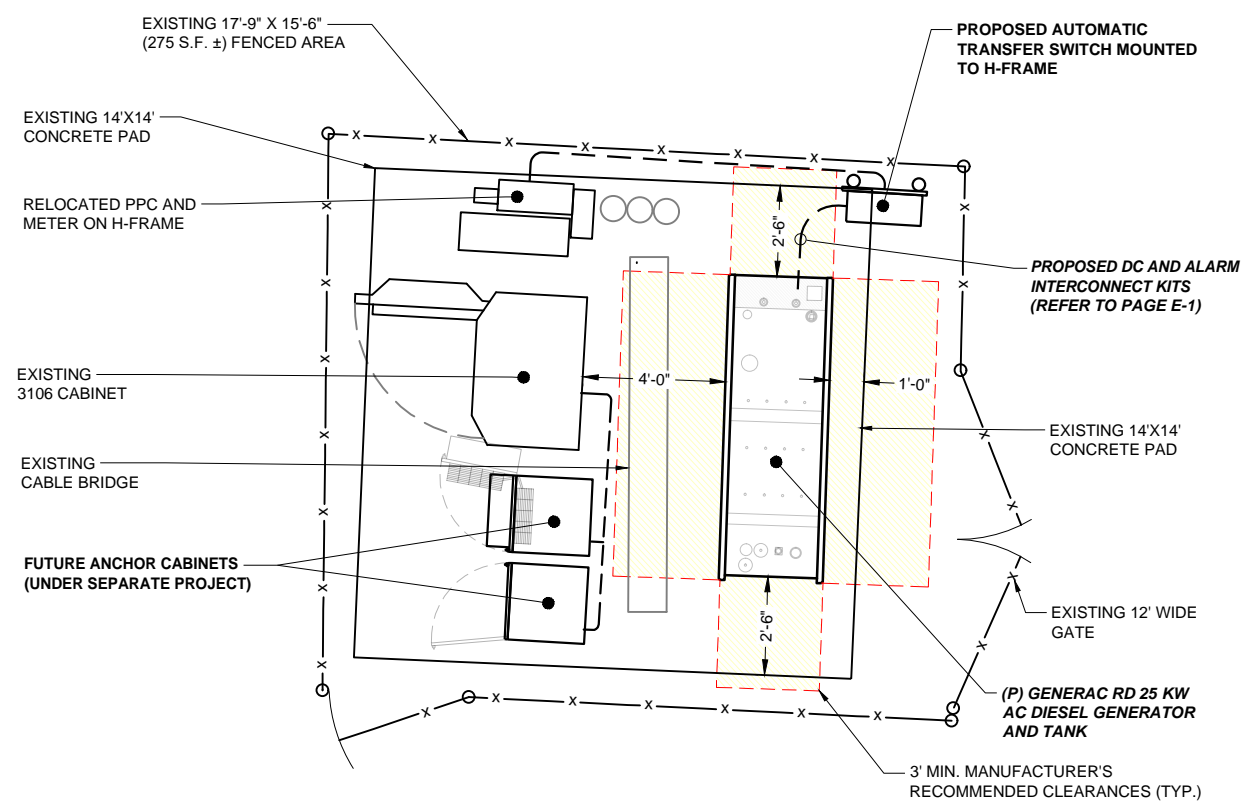 EXISTING 17'-9" X 15'-6"
(275 S.F. ±) FENCED AREA
PROPOSED AUTOMATIC
TRANSFER SWITCH MOUNTED
TO H-FRAME
EXISTING 14'X14'
CONCRETE PAD
RELOCATED PPC AND
METER ON H-FRAME
2'-6"
PROPOSED DC AND ALARM
INTERCONNECT KITS
(REFER TO PAGE E-1)
EXISTING
3106 CABINET
4'-0"
1'-0"
EXISTING 14'X14'
CONCRETE PAD
EXISTING
CABLE BRIDGE
FUTURE ANCHOR CABINETS
(UNDER SEPARATE PROJECT)
2'-6"
EXISTING 12' WIDE
GATE
(P) GENERAC RD 25 KW
AC DIESEL GENERATOR
AND TANK
3' MIN. MANUFACTURER'S
RECOMMENDED CLEARANCES (TYP.)